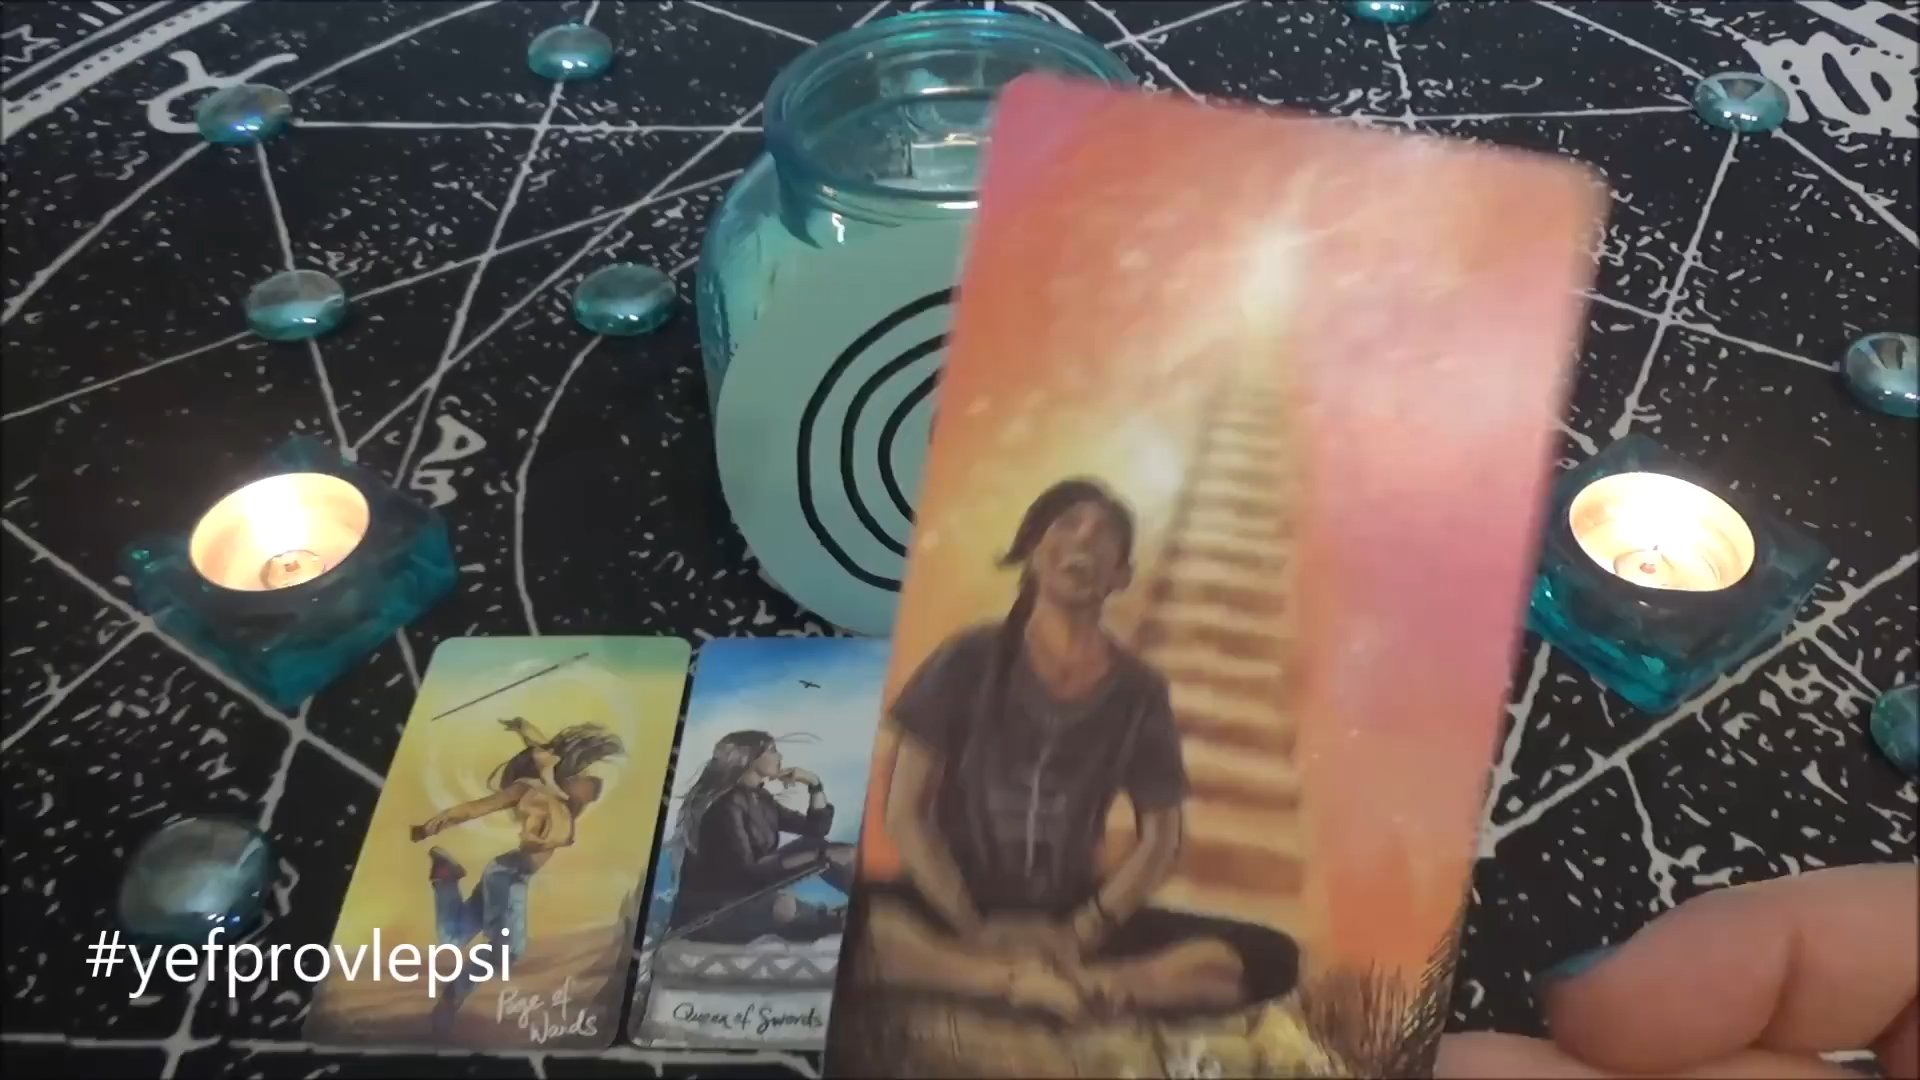 #yefprovlepsi
Page of
Wands
Queen of Swords